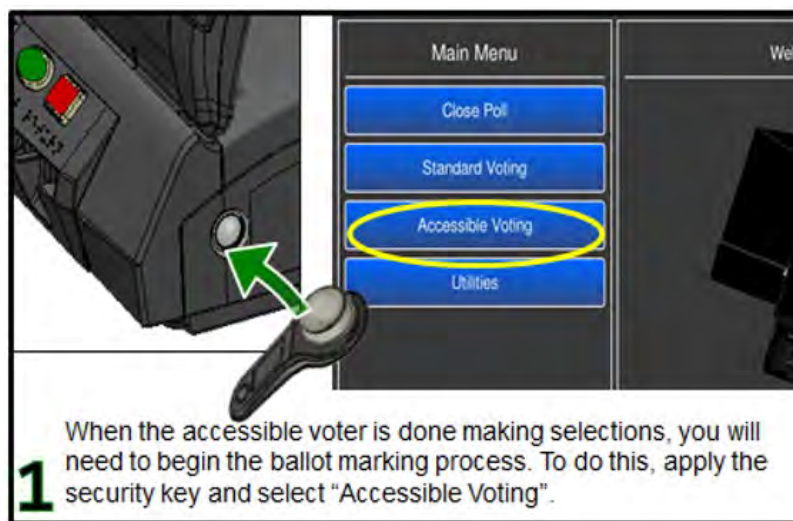 Main Menu
Wel
Close Poll
Standard Voting
Accessible Voting
Utilities
When the accessible voter is done making selections, you will
need to begin the ballot marking process. To do this, apply the
1 security key and select “Accessible Voting”.